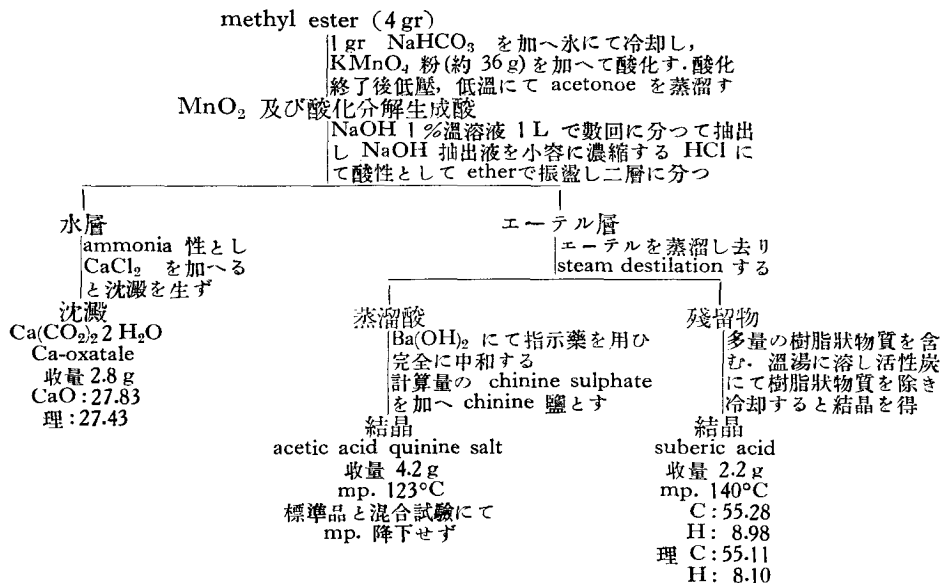 methyl ester (4 gr)
1 gr NaHCO₃ を加へ氷にて冷却し,
KMnO₄ 粉(約 36 g)を加へて酸化す.酸化
終了後低壓, 低溫にて acetonoe を蒸溜す
MnO₂ 及び酸化分解生成酸
NaOH 1 %溫溶液 1 L で數回に分つて抽出
し NaOH 抽出液を小容に濃縮する HCl に
て酸性として etherで振盪し二層に分つ
水層
ammonia 性とし
CaCl₂ を加へる
と沈澱を生ず
沈澱
Ca(CO₂)₂ 2 H₂O
Ca-oxatale
收量 2.8 g
CaO : 27.83
理 : 27.43
エーテル層
エーテルを蒸溜し去り
steam destilation する
蒸溜酸
Ba(OH)₂ にて指示藥を用ひ
完全に中和する
計算量の chinine sulphate
を加へ chinine 鹽とす
結晶
acetic acid quinine salt
收量 4.2 g
mp. 123°C
標準品と混合試驗にて
mp. 降下せず
殘留物
多量の樹脂狀物質を含
む. 溫湯に溶し活性炭
にて樹脂狀物質を除き
冷却すると結晶を得
結晶
suberic acid
收量 2.2 g
mp. 140°C
C : 55.28
H : 8.98
理 C : 55.11
H : 8.10